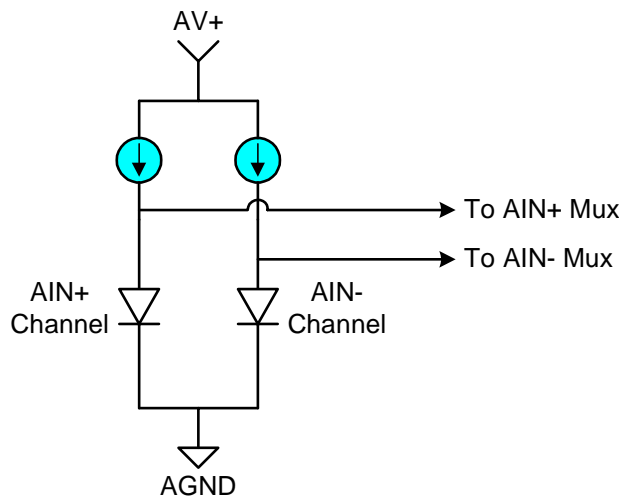 AV+
To AIN+ Mux
To AIN- Mux
AIN+
Channel
AIN-
Channel
AGND